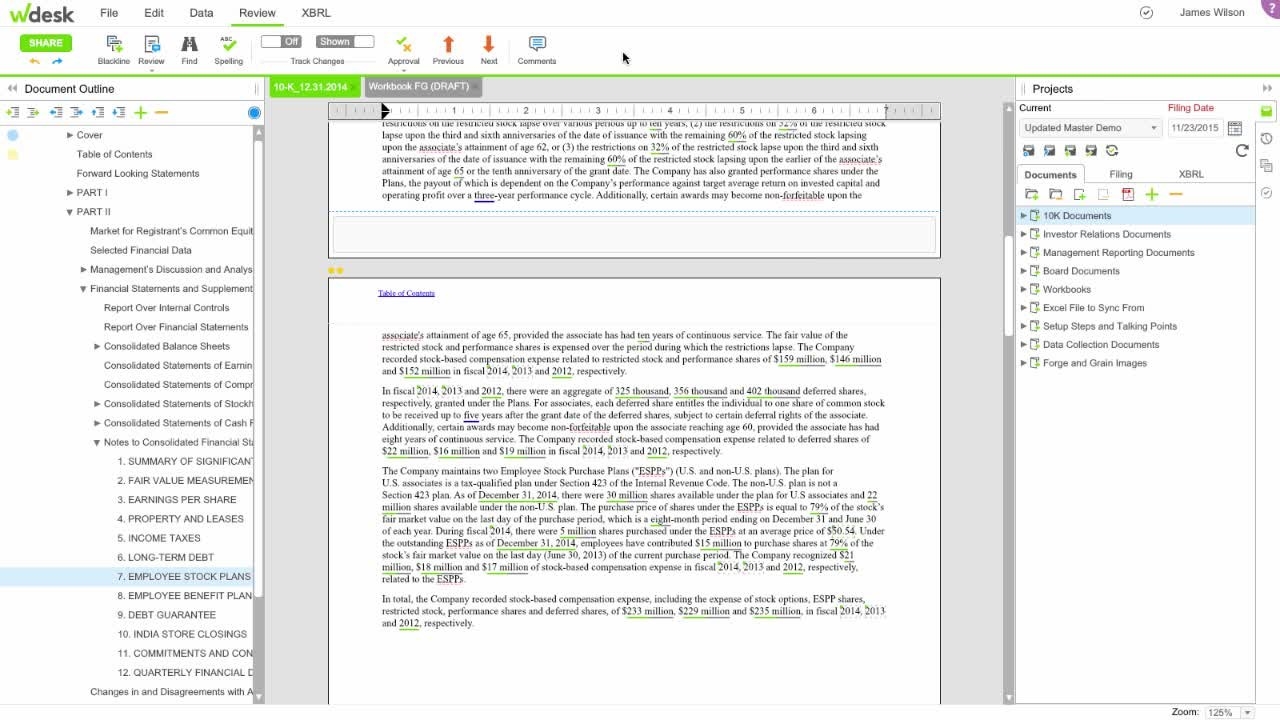 Wdesk
File Edit Data Review XBRL
James Wilson
?
SHARE
Blackline Review Find
ABC
Spelling
Off
Shown
Track Changes
Approval Previous Next Comments
Document Outline
10-K_12.31.2014
Workbook FG (DRAFT)
Cover
Table of Contents
Forward Looking Statements
PART I
PART II
Market for Registrant's Common Equit
Selected Financial Data
Management's Discussion and Analys
Financial Statements and Supplement
Report Over Internal Controls
Report Over Financial Statements
Consolidated Balance Sheets
Consolidated Statements of Earnin
Consolidated Statements of Compr
Consolidated Statements of Stockh
Consolidated Statements of Cash F
Notes to Consolidated Financial Sta
1. SUMMARY OF SIGNIFICANT
2. FAIR VALUE MEASUREMEN
3. EARNINGS PER SHARE
4. PROPERTY AND LEASES
5. INCOME TAXES
6. LONG-TERM DEBT
7. EMPLOYEE STOCK PLANS
8. EMPLOYEE BENEFIT PLAN
9. DEBT GUARANTEE
10. INDIA STORE CLOSINGS
11. COMMITMENTS AND CON
12. QUARTERLY FINANCIAL D
Changes in and Disagreements with A
1 2 3 4 5 6 7
restrictions on the restricted stock lapse over various periods up to ten years, (2) the restrictions on 32% of the restricted stock
lapse upon the third and sixth anniversaries of the date of issuance with the remaining 60% of the restricted stock lapsing
upon the associate's attainment of age 62, or (3) the restrictions on 32% of the restricted stock lapse upon the third and sixth
anniversaries of the date of issuance with the remaining 60% of the restricted stock lapsing upon the earlier of the associate's
attainment of age 65 or the tenth anniversary of the grant date. The Company has also granted performance shares under the
Plans, the payout of which is dependent on the Company's performance against target average return on invested capital and
operating profit over a three-year performance cycle. Additionally, certain awards may become non-forfeitable upon the
Table of Contents
associate's attainment of age 65, provided the associate has had ten years of continuous service. The fair value of the
restricted stock and performance shares is expensed over the period during which the restrictions lapse. The Company
recorded stock-based compensation expense related to restricted stock and performance shares of $159 million, $146 million
and $152 million in fiscal 2014, 2013 and 2012, respectively.
In fiscal 2014, 2013 and 2012, there were an aggregate of 325 thousand, 356 thousand and 402 thousand deferred shares,
respectively, granted under the Plans. For associates, each deferred share entitles the individual to one share of common stock
to be received up to five years after the grant date of the deferred shares, subject to certain deferral rights of the associate.
Additionally, certain awards may become non-forfeitable upon the associate reaching age 60, provided the associate has had
eight years of continuous service. The Company recorded stock-based compensation expense related to deferred shares of
$22 million, $16 million and $19 million in fiscal 2014, 2013 and 2012, respectively.
The Company maintains two Employee Stock Purchase Plans ("ESPPs") (U.S. and non-U.S. plans). The plan for
U.S. associates is a tax-qualified plan under Section 423 of the Internal Revenue Code. The non-U.S. plan is not a
Section 423 plan. As of December 31, 2014, there were 30 million shares available under the plan for U.S associates and 22
million shares available under the non-U.S. plan. The purchase price of shares under the ESPPs is equal to 79% of the stock's
fair market value on the last day of the purchase period, which is a eight-month period ending on December 31 and June 30
of each year. During fiscal 2014, there were 5 million shares purchased under the ESPPs at an average price of $50.54. Under
the outstanding ESPPs as of December 31, 2014, employees have contributed $15 million to purchase shares at 79% of the
stock's fair market value on the last day (June 30, 2013) of the current purchase period. The Company recognized $21
million, $18 million and $17 million of stock-based compensation expense in fiscal 2014, 2013 and 2012, respectively,
related to the ESPPs.
In total, the Company recorded stock-based compensation expense, including the expense of stock options, ESPP shares,
restricted stock, performance shares and deferred shares, of $233 million, $229 million and $235 million, in fiscal 2014, 2013
and 2012, respectively.
Projects
Current Filing Date
Updated Master Demo 11/23/2015
Documents Filing XBRL
10K Documents
Investor Relations Documents
Management Reporting Documents
Board Documents
Workbooks
Excel File to Sync From
Setup Steps and Talking Points
Data Collection Documents
Forge and Grain Images
Zoom: 125%